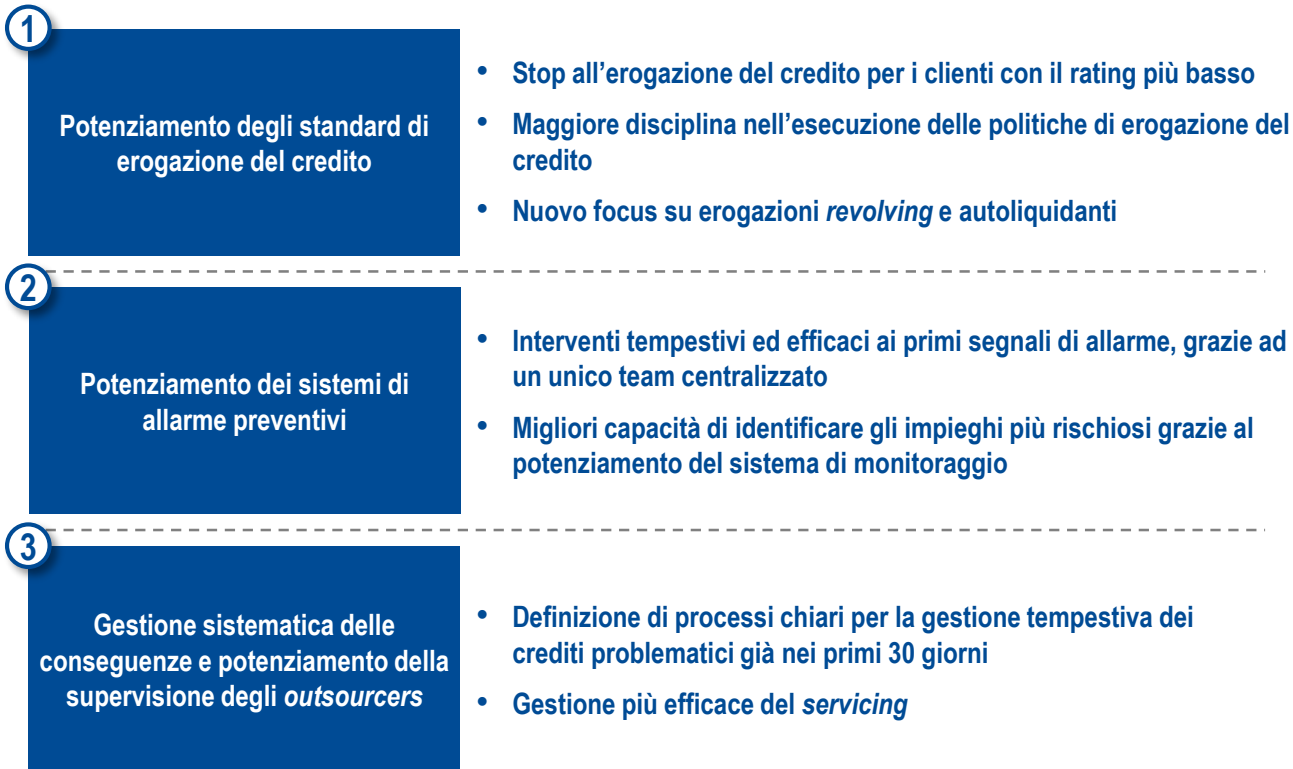 1
Potenziamento degli standard di
erogazione del credito
• Stop all’erogazione del credito per i clienti con il rating più basso
• Maggiore disciplina nell’esecuzione delle politiche di erogazione del
credito
• Nuovo focus su erogazioni revolving e autoliquidanti
2
Potenziamento dei sistemi di
allarme preventivi
• Interventi tempestivi ed efficaci ai primi segnali di allarme, grazie ad
un unico team centralizzato
• Migliori capacità di identificare gli impieghi più rischiosi grazie al
potenziamento del sistema di monitoraggio
3
Gestione sistematica delle
conseguenze e potenziamento della
supervisione degli outsourcers
• Definizione di processi chiari per la gestione tempestiva dei
crediti problematici già nei primi 30 giorni
• Gestione più efficace del servicing